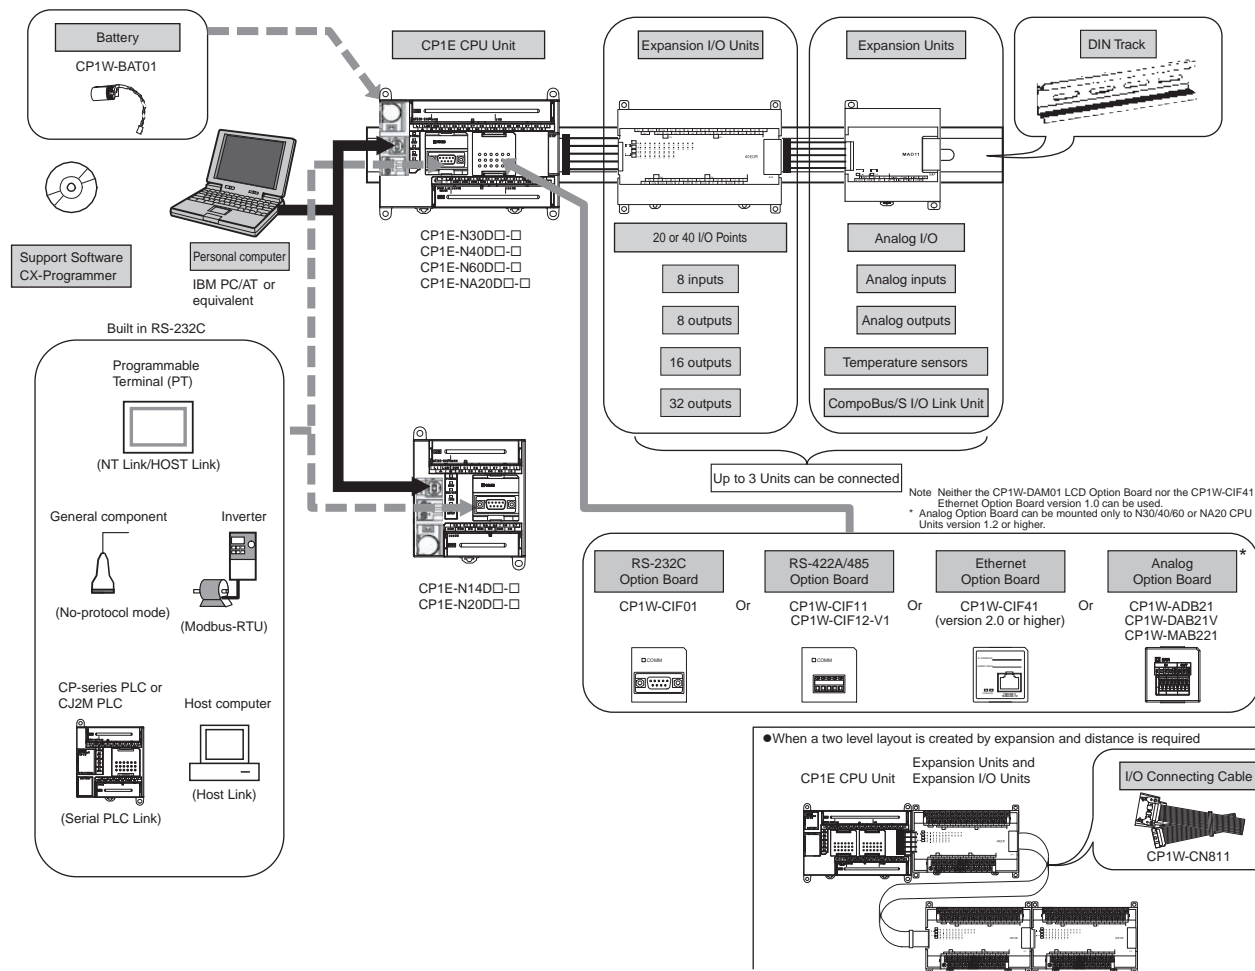 Battery
CP1W-BAT01
CP1E CPU Unit
Expansion I/O Units
Expansion Units
DIN Track
40EDR
MAD11
Support Software
CX-Programmer
Personal computer
IBM PC/AT or
equivalent
CP1E-N30D□-□
CP1E-N40D□-□
CP1E-N60D□-□
CP1E-NA20D□-□
20 or 40 I/O Points
8 inputs
8 outputs
16 outputs
32 outputs
Analog I/O
Analog inputs
Analog outputs
Temperature sensors
CompoBus/S I/O Link Unit
Up to 3 Units can be connected
Built in RS-232C
Programmable
Terminal (PT)
(NT Link/HOST Link)
General component
Inverter
(No-protocol mode)
(Modbus-RTU)
CP-series PLC or
CJ2M PLC
Host computer
(Host Link)
(Serial PLC Link)
CP1E-N14D□-□
CP1E-N20D□-□
Note Neither the CP1W-DAM01 LCD Option Board nor the CP1W-CIF41
Ethernet Option Board version 1.0 can be used.
* Analog Option Board can be mounted only to N30/40/60 or NA20 CPU
Units version 1.2 or higher.
RS-232C
Option Board
CP1W-CIF01
Or
RS-422A/485
Option Board
CP1W-CIF11
CP1W-CIF12-V1
Or
Ethernet
Option Board
CP1W-CIF41
(version 2.0 or higher)
Or
Analog
Option Board
*
CP1W-ADB21
CP1W-DAB21V
CP1W-MAB221
COMM
COMM
●When a two level layout is created by expansion and distance is required
CP1E CPU Unit
Expansion Units and
Expansion I/O Units
I/O Connecting Cable
CP1W-CN811